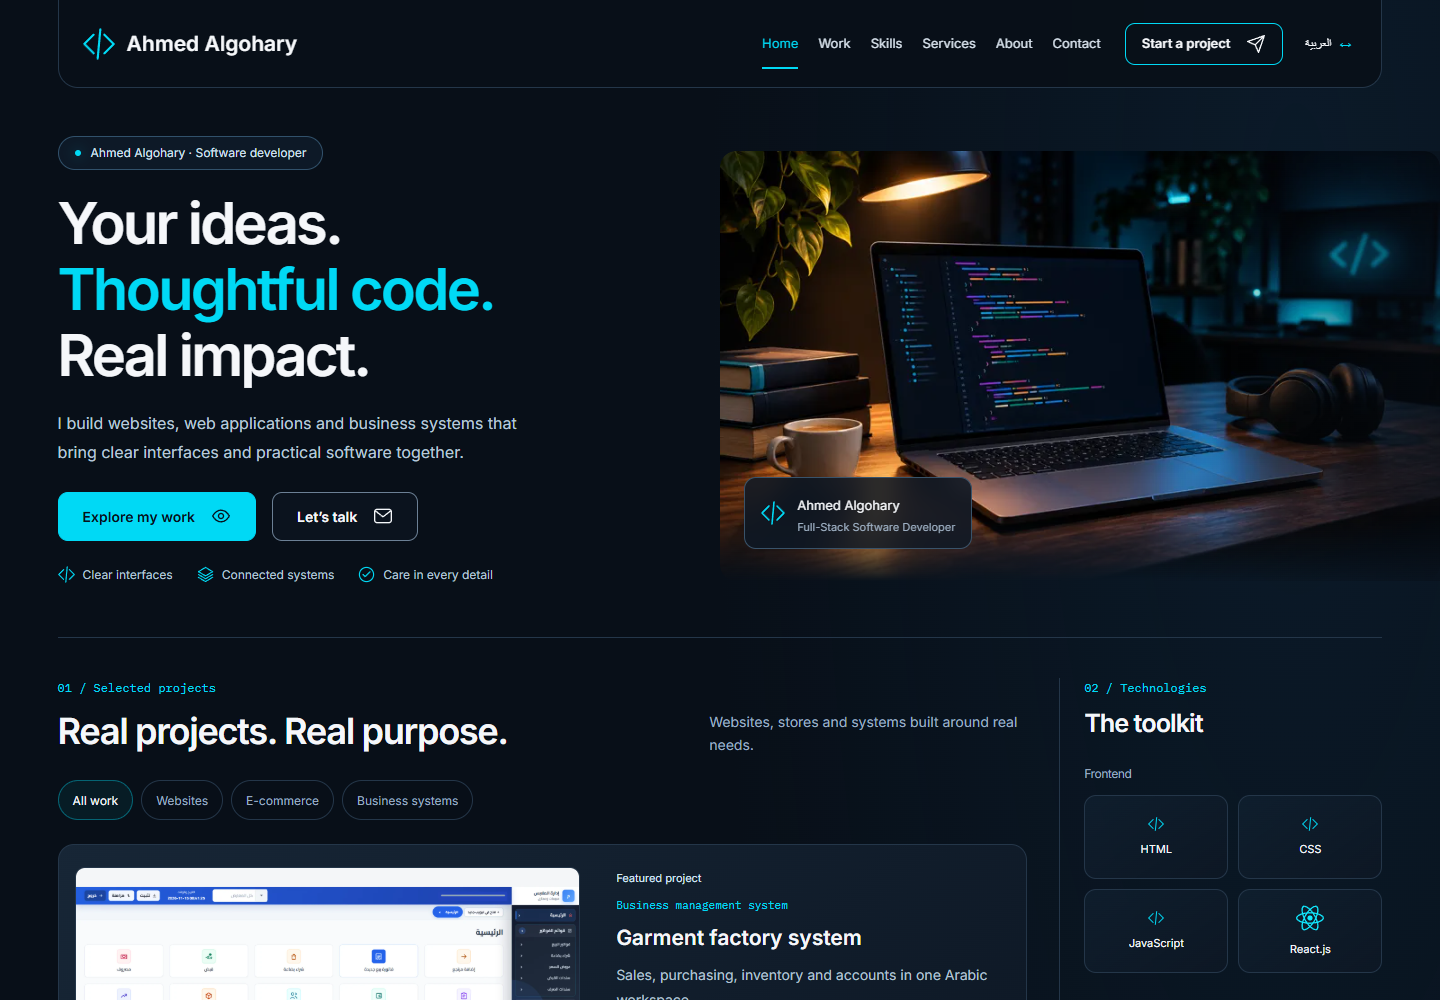 Ahmed Algohary
Home
Work
Skills
Services
About
Contact
Start a project
العربية
Ahmed Algohary · Software developer
Your ideas.
Thoughtful code.
Real impact.
I build websites, web applications and business systems that
bring clear interfaces and practical software together.
Explore my work
Let’s talk
Clear interfaces
Connected systems
Care in every detail
</>
Ahmed Algohary
Full-Stack Software Developer
01 / Selected projects
Real projects. Real purpose.
Websites, stores and systems built around real
needs.
All work
Websites
E-commerce
Business systems
Featured project
Business management system
Garment factory system
Sales, purchasing, inventory and accounts in one Arabic
workspace.
الرئيسية
02 / Technologies
The toolkit
Frontend
HTML
CSS
JavaScript
React.js